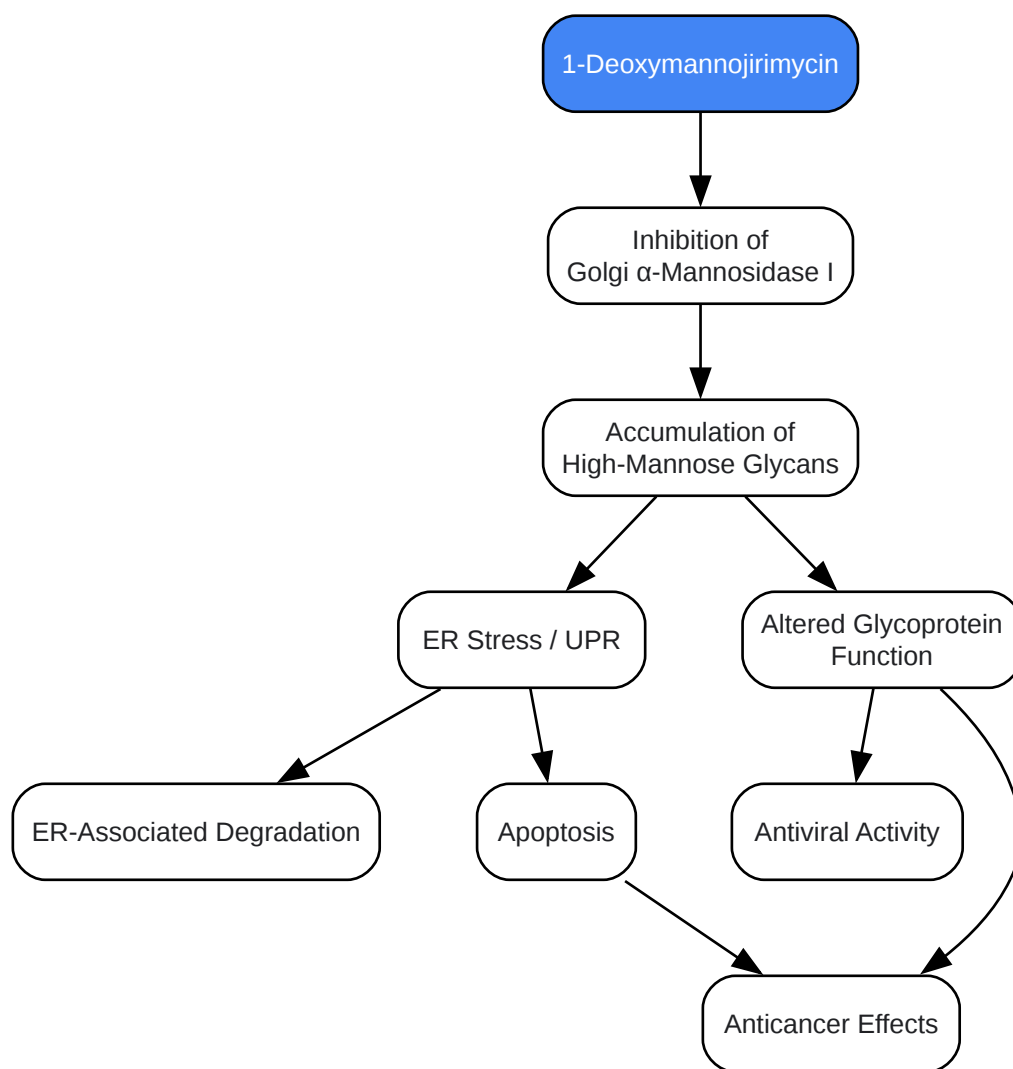 1-Deoxymannojirimycin
Inhibition of
Golgi α-Mannosidase I
Accumulation of
High-Mannose Glycans
ER Stress / UPR
Altered Glycoprotein
Function
ER-Associated Degradation
Apoptosis
Antiviral Activity
Anticancer Effects